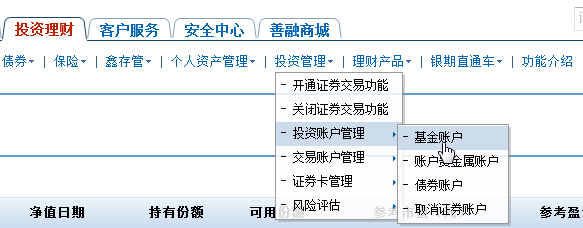 投资理财 客户服务 安全中心 善融商城
债券 | 保险 | 鑫存管 | 个人资产管理 | 投资管理 | 理财产品 | 银期直通车 | 功能介绍
- 开通证券交易功能
- 关闭证券交易功能
- 投资账户管理
- 基金账户
- 交易账户管理
- 账户贵金属账户
- 证券卡管理
- 债券账户
- 风险评估
- 取消证券账户
净值日期 持有份额 可用份额 参考市值 参考盈